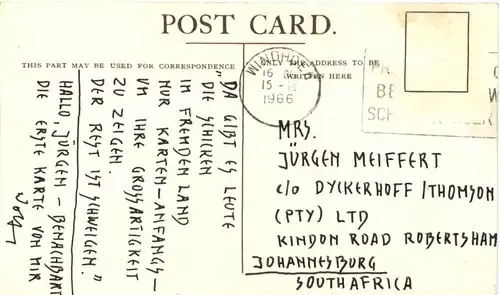 POST CARD.
THIS PART MAY BE USED FOR CORRESPONDENCE
ONLY THE ADDRESS TO BE
WRITTEN HERE
16
15
1966
"DA GIBT ES LEUTE
DIE SCHICKEN
IM FREMDEN LAND
NUR KARTEN-ANFANGS-
UM IHRE GROSSARTIGKEIT
ZU ZEIGEN.
DER REST IST SCHWEIGEN."
HALLO, JÜRGEN - BENACHBART
DIE ERSTE KARTE VON MIR
MRS.
JÜRGEN MEIFFERT
c/o DYCKERHOFF/THOMSON
(PTY) LTD
KINDON ROAD ROBERTSHAM
JOHANNESBURG
SOUTH AFRICA